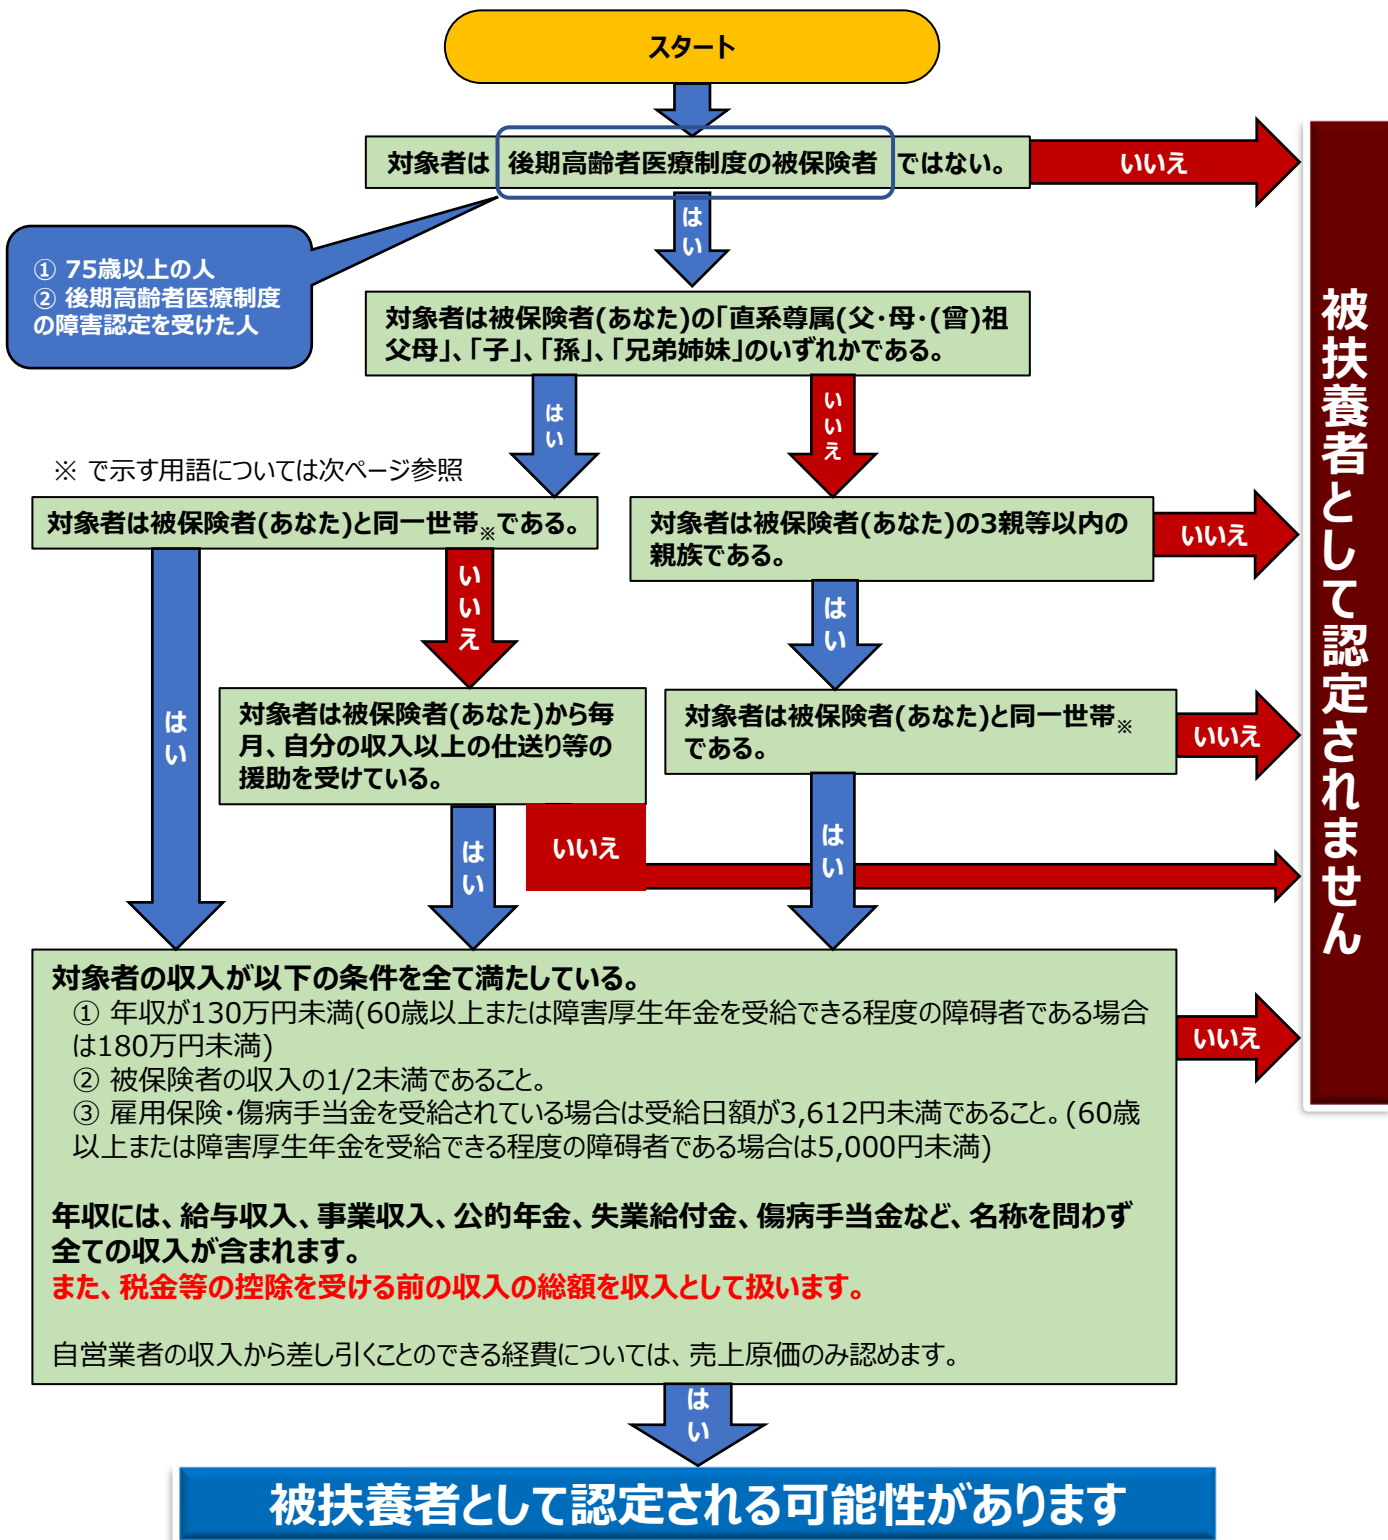 スタート
対象者は 後期高齢者医療制度の被保険者 ではない。
いいえ
はい
① 75歳以上の人
② 後期高齢者医療制度
の障害認定を受けた人
対象者は被保険者(あなた)の「直系尊属(父・母・(曾)祖
父母」、「子」、「孫」、「兄弟姉妹」のいずれかである。
はい
いいえ
※ で示す用語については次ページ参照
対象者は被保険者(あなた)と同一世帯※である。
対象者は被保険者(あなた)の3親等以内の
親族である。
いいえ
いいえ
はい
はい
対象者は被保険者(あなた)から毎
月、自分の収入以上の仕送り等の
援助を受けている。
対象者は被保険者(あなた)と同一世帯※
である。
いいえ
はい
いいえ
はい
対象者の収入が以下の条件を全て満たしている。
① 年収が130万円未満(60歳以上または障害厚生年金を受給できる程度の障碍者である場合
は180万円未満)
② 被保険者の収入の1/2未満であること。
③ 雇用保険・傷病手当金を受給されている場合は受給日額が3,612円未満であること。(60歳
以上または障害厚生年金を受給できる程度の障碍者である場合は5,000円未満)
年収には、給与収入、事業収入、公的年金、失業給付金、傷病手当金など、名称を問わず
全ての収入が含まれます。
また、税金等の控除を受ける前の収入の総額を収入として扱います。
自営業者の収入から差し引くことのできる経費については、売上原価のみ認めます。
いいえ
はい
被扶養者として認定される可能性があります
被扶養者として認定されません